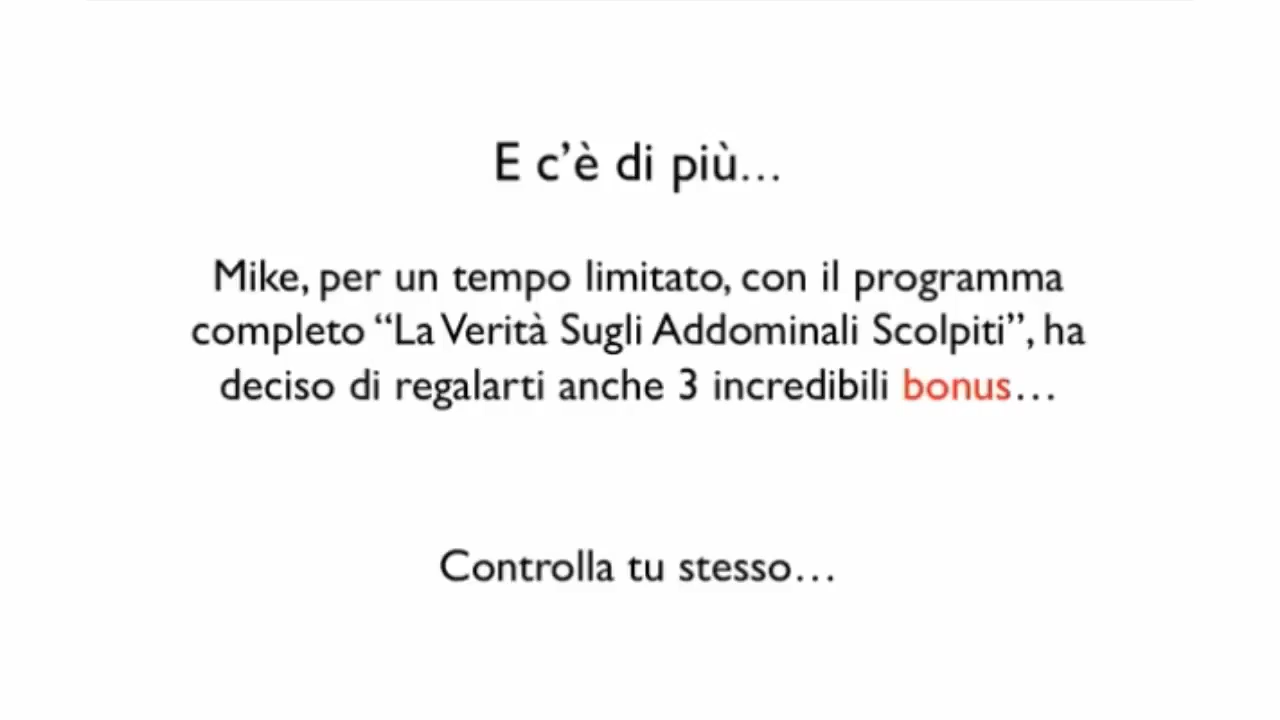 E c’è di più…
Mike, per un tempo limitato, con il programma
completo “La Verità Sugli Addominali Scolpiti”, ha
deciso di regalarti anche 3 incredibili bonus…
Controlla tu stesso…